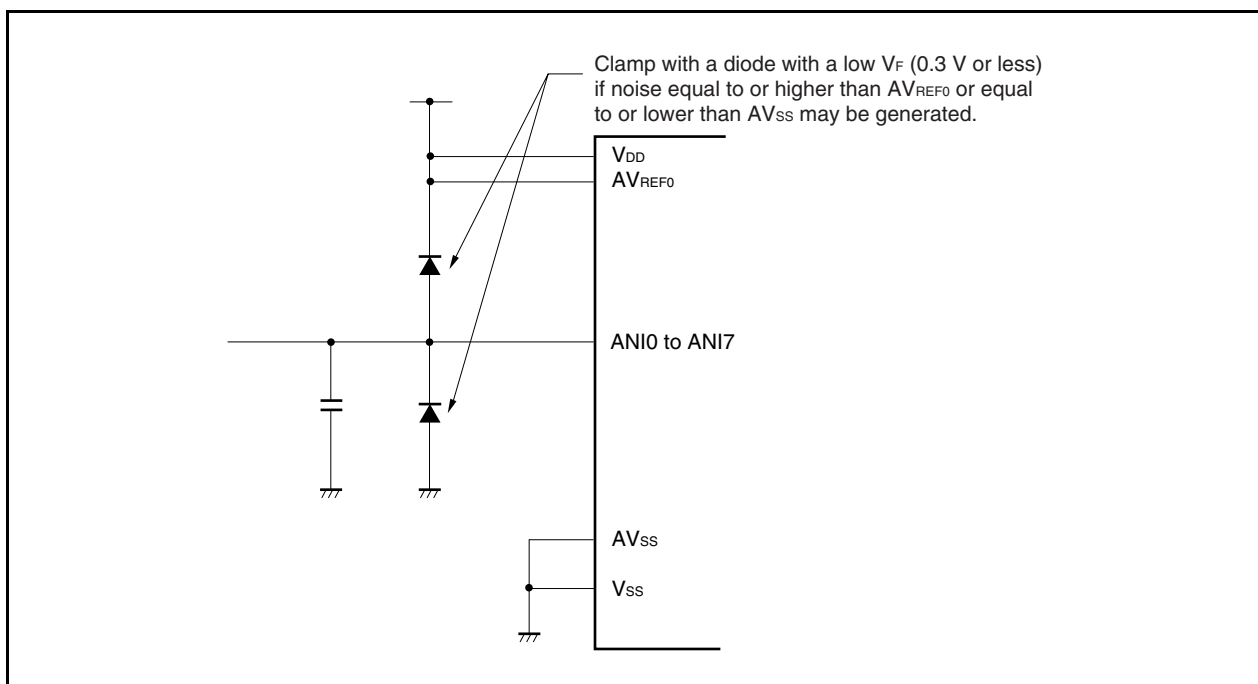 Clamp with a diode with a low VF (0.3 V or less)
if noise equal to or higher than AVREF0 or equal
to or lower than AVSS may be generated.
VDD
AVREF0
ANI0 to ANI7
AVSS
VSS